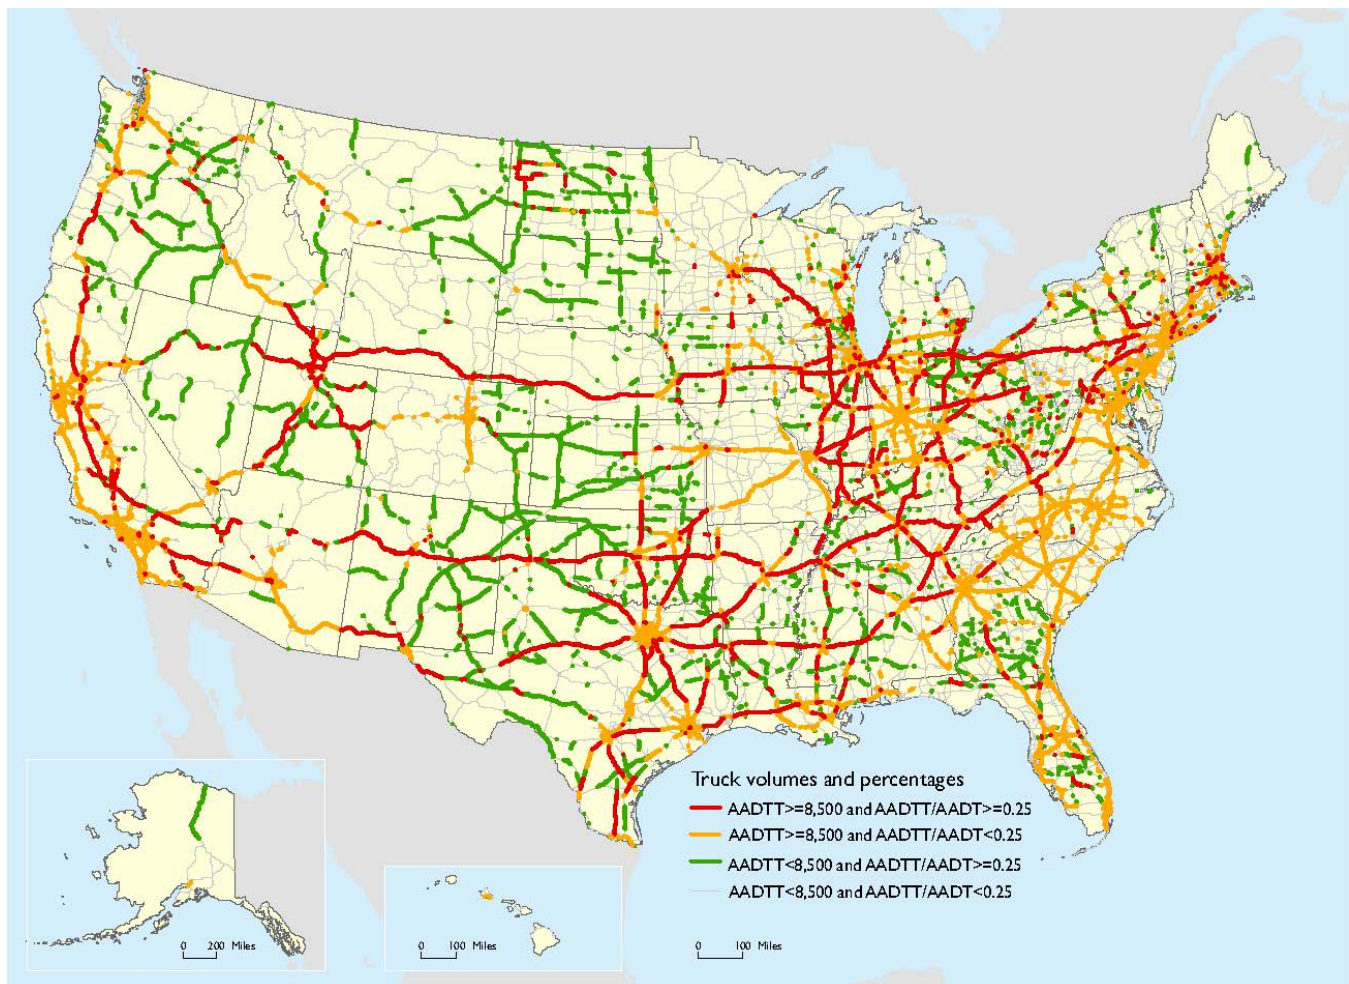 Truck volumes and percentages
AADTT>=8,500 and AADTT/AADT>=0.25
AADTT>=8,500 and AADTT/AADT<0.25
AADTT<8,500 and AADTT/AADT>=0.25
AADTT<8,500 and AADTT/AADT<0.25
0 200 Miles
0 100 Miles
0 100 Miles